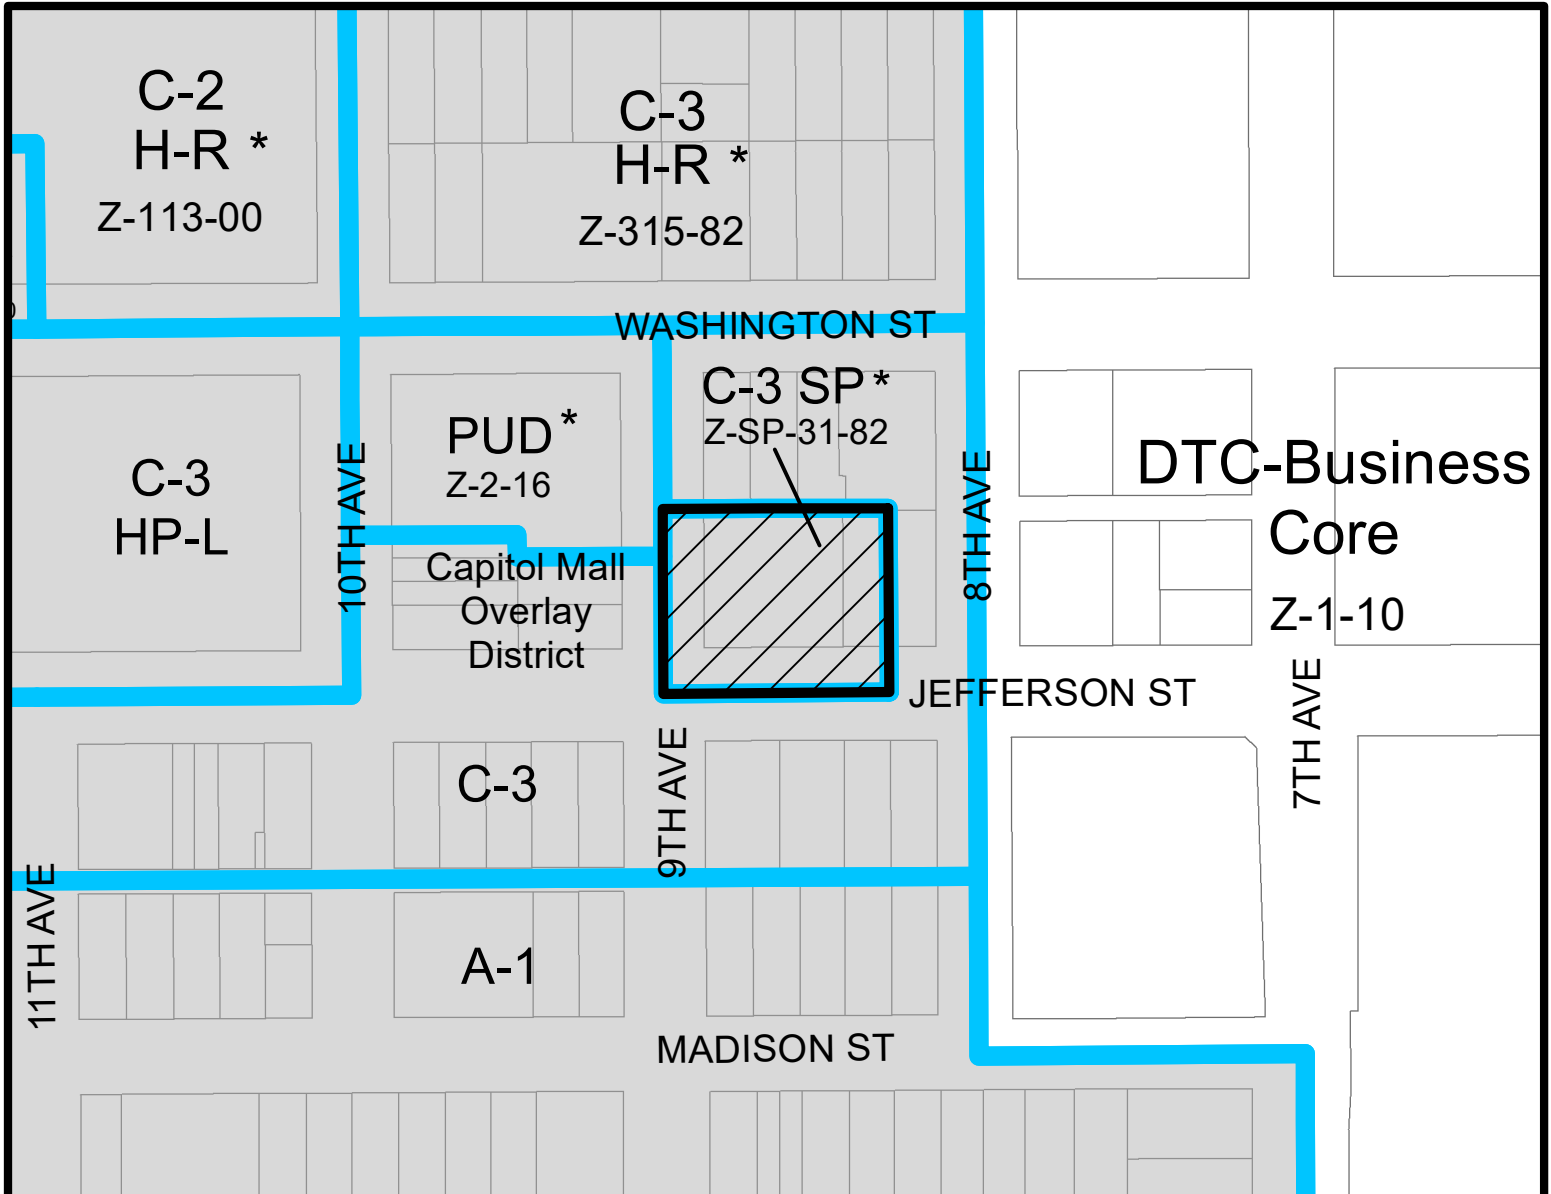 C-2
H-R *
Z-113-00
C-3
H-R *
Z-315-82
WASHINGTON ST
C-3 SP *
Z-SP-31-82
PUD *
Z-2-16
C-3
HP-L
10TH AVE
8TH AVE
DTC-Business
Core
Z-1-10
Capitol Mall
Overlay
District
JEFFERSON ST
7TH AVE
9TH AVE
C-3
11TH AVE
A-1
MADISON ST